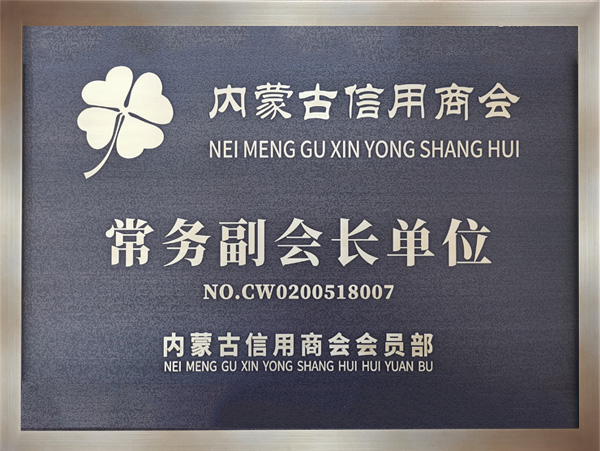 内蒙古信用商会
NEI MENG GU XIN YONG SHANG HUI
常务副会长单位
NO.CW0200518007
内蒙古信用商会会员部
NEI MENG GU XIN YONG SHANG HUI HUI YUAN BU